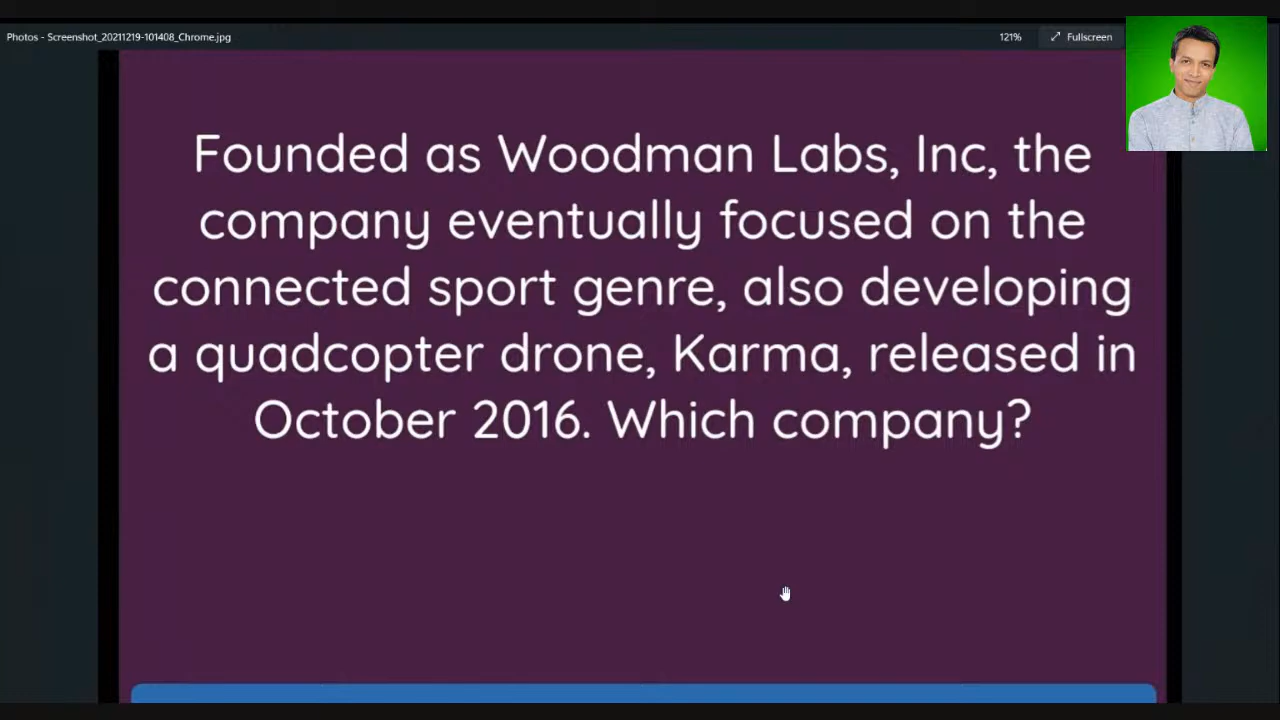 Photos - Screenshot_20211219-101408_Chrome.jpg
121%
Fullscreen
Founded as Woodman Labs, Inc, the
company eventually focused on the
connected sport genre, also developing
a quadcopter drone, Karma, released in
October 2016. Which company?